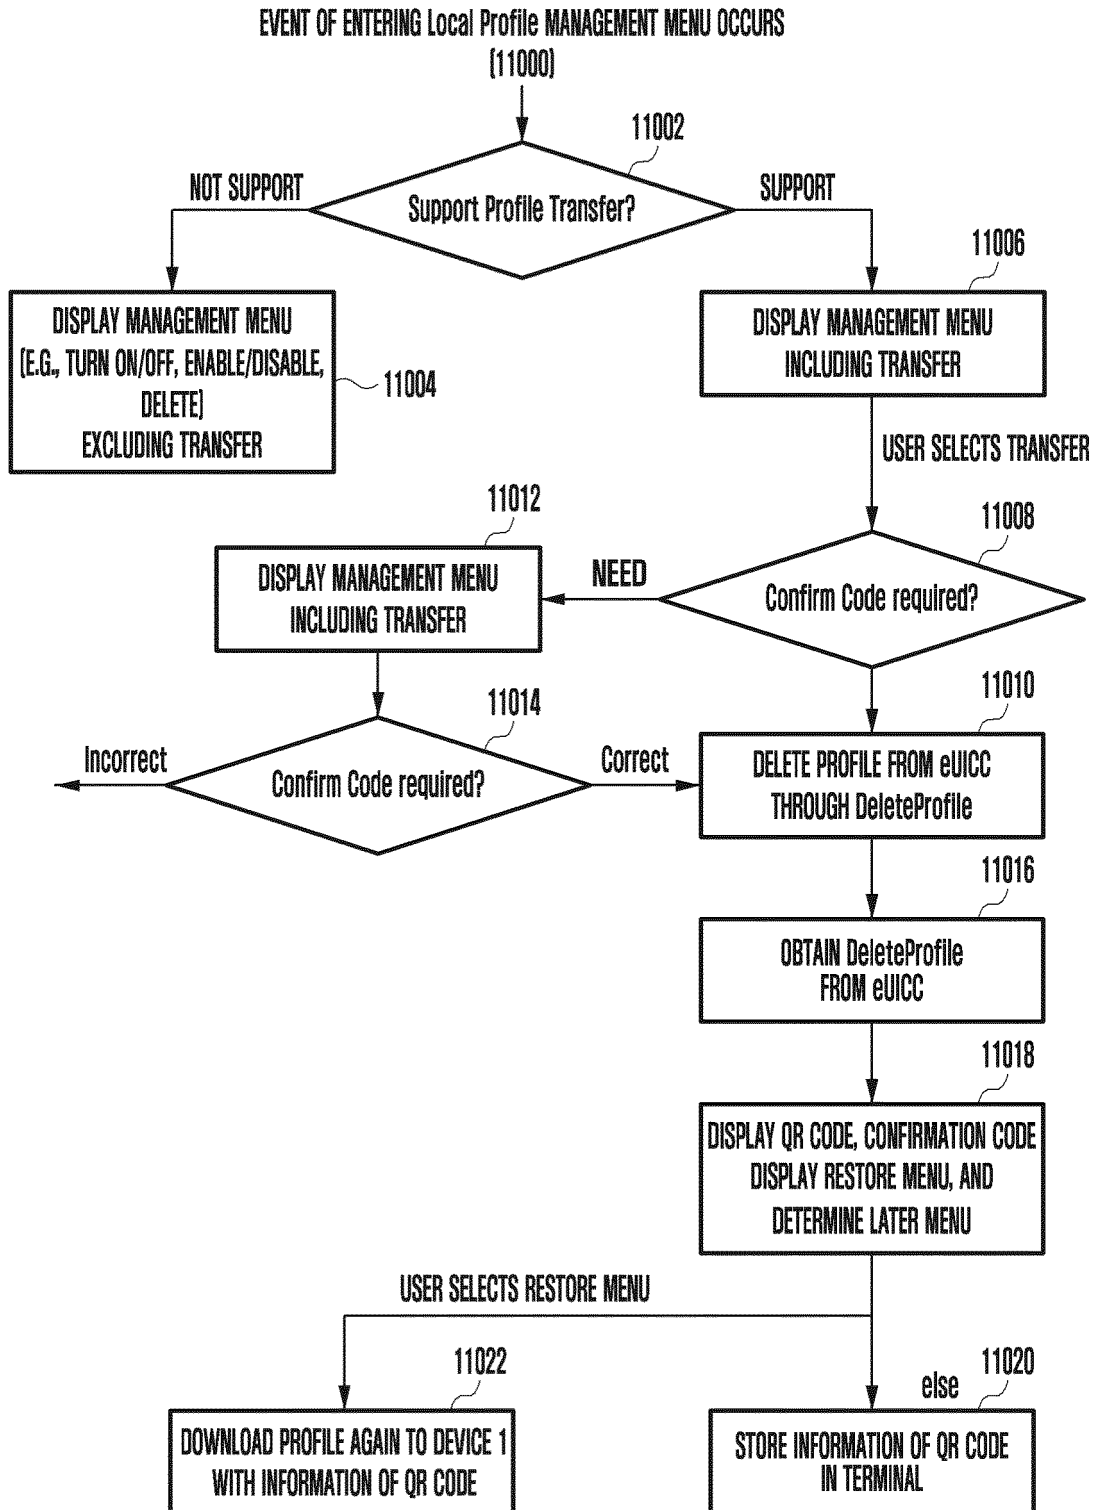 EVENT OF ENTERING Local Profile MANAGEMENT MENU OCCURS
(11000)
11002
NOT SUPPORT
SUPPORT
Support Profile Transfer?
11006
DISPLAY MANAGEMENT MENU
(E.G., TURN ON/OFF, ENABLE/DISABLE,
DELETE)
EXCLUDING TRANSFER
11004
DISPLAY MANAGEMENT MENU
INCLUDING TRANSFER
USER SELECTS TRANSFER
11012
11008
DISPLAY MANAGEMENT MENU
INCLUDING TRANSFER
NEED
Confirm Code required?
11014
11010
Incorrect
Confirm Code required?
Correct
DELETE PROFILE FROM eUICC
THROUGH DeleteProfile
11016
OBTAIN DeleteProfile
FROM eUICC
11018
DISPLAY QR CODE, CONFIRMATION CODE
DISPLAY RESTORE MENU, AND
DETERMINE LATER MENU
USER SELECTS RESTORE MENU
11022
else
11020
DOWNLOAD PROFILE AGAIN TO DEVICE 1
WITH INFORMATION OF QR CODE
STORE INFORMATION OF QR CODE
IN TERMINAL